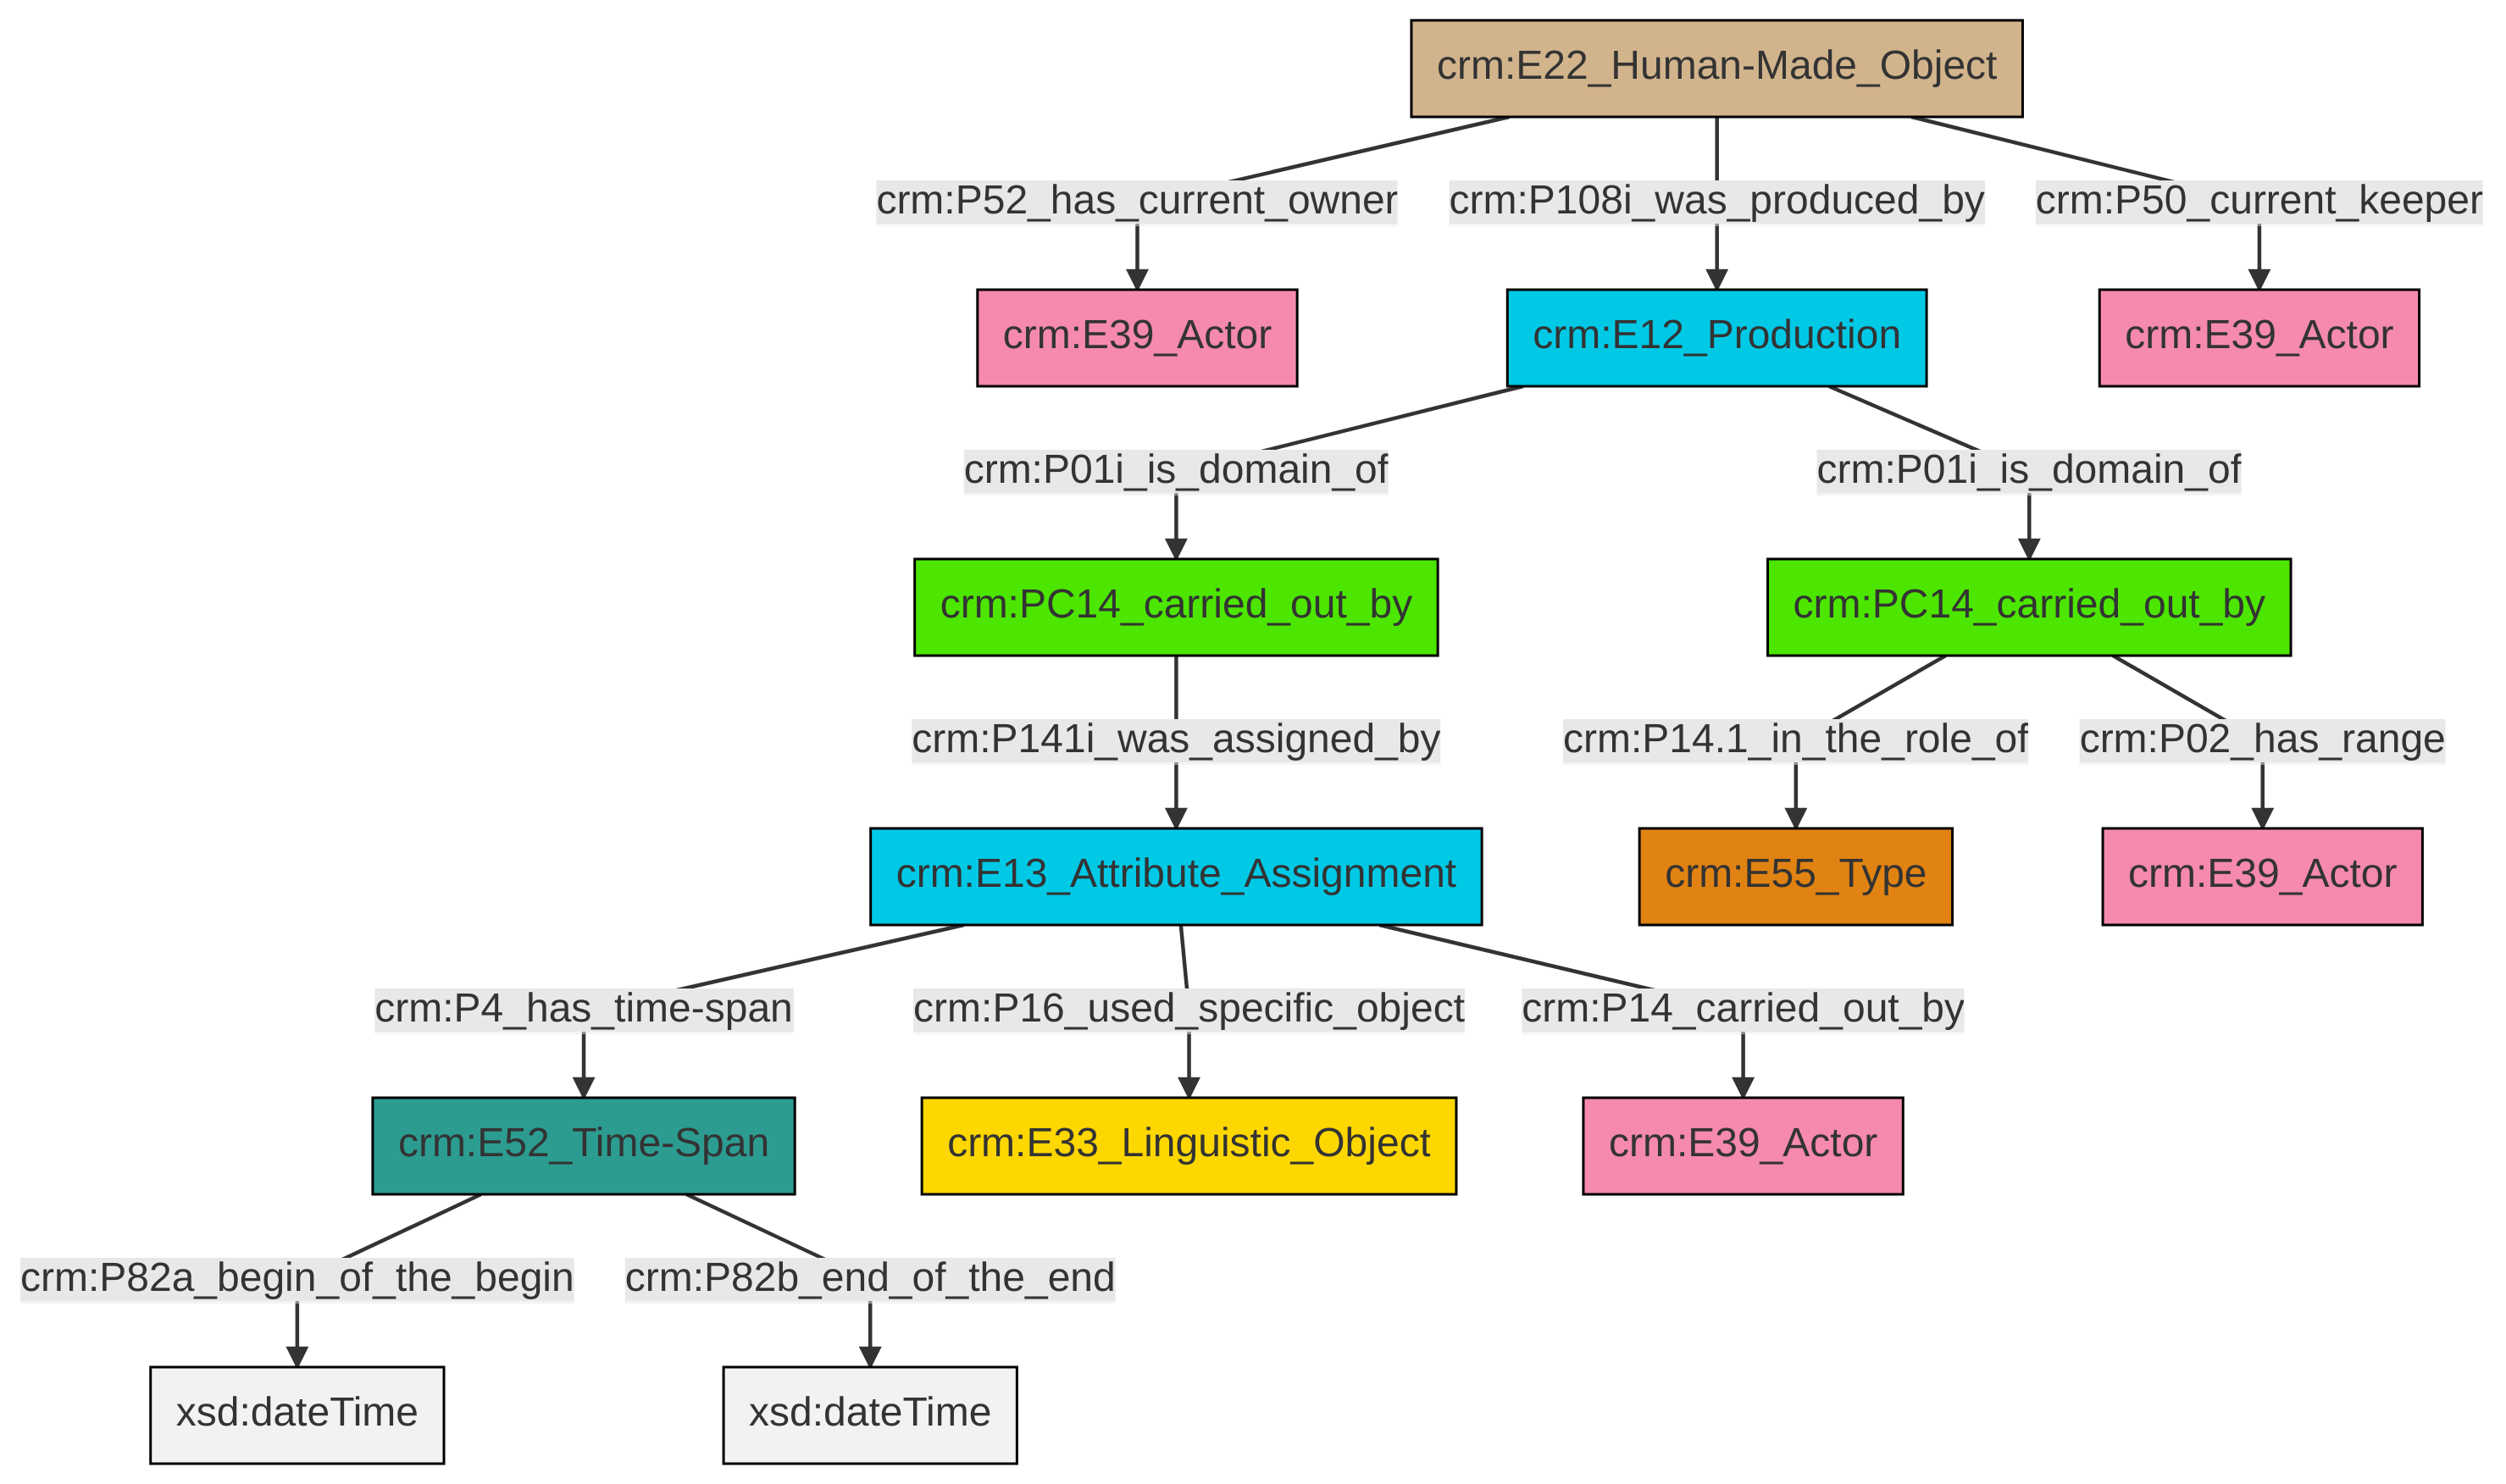 crm:E22_Human-Made_Object
crm:P52_has_current_owner
crm:P108i_was_produced_by
crm:P50_current_keeper
crm:E39_Actor
crm:E12_Production
crm:E39_Actor
crm:P01i_is_domain_of
crm:P01i_is_domain_of
crm:PC14_carried_out_by
crm:PC14_carried_out_by
crm:P141i_was_assigned_by
crm:P14.1_in_the_role_of
crm:P02_has_range
crm:E13_Attribute_Assignment
crm:E55_Type
crm:E39_Actor
crm:P4_has_time-span
crm:P16_used_specific_object
crm:P14_carried_out_by
crm:E52_Time-Span
crm:E33_Linguistic_Object
crm:E39_Actor
crm:P82a_begin_of_the_begin
crm:P82b_end_of_the_end
xsd:dateTime
xsd:dateTime